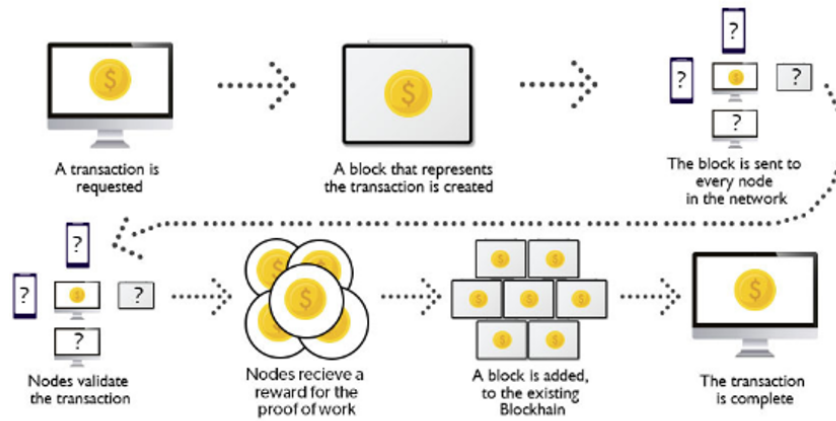 A transaction is
requested
A block that represents
the transaction is created
?
?
?
?
The block is sent to
every node
in the network
?
?
?
?
Nodes validate
the transaction
Nodes recieve a
reward for the
proof of work
A block is added,
to the existing
Blockhain
The transaction
is complete